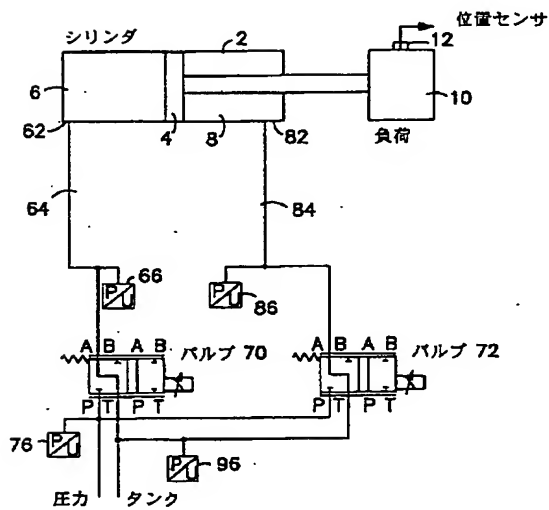 位置センサ
シリンダ
2
12
6
10
62
4
8
82
負荷
64
84
P U
66
P U
86
A B A B
バルブ 70
A B A B
バルブ 72
P T P T
P T P T
76
P U
P U
96
圧力
タンク